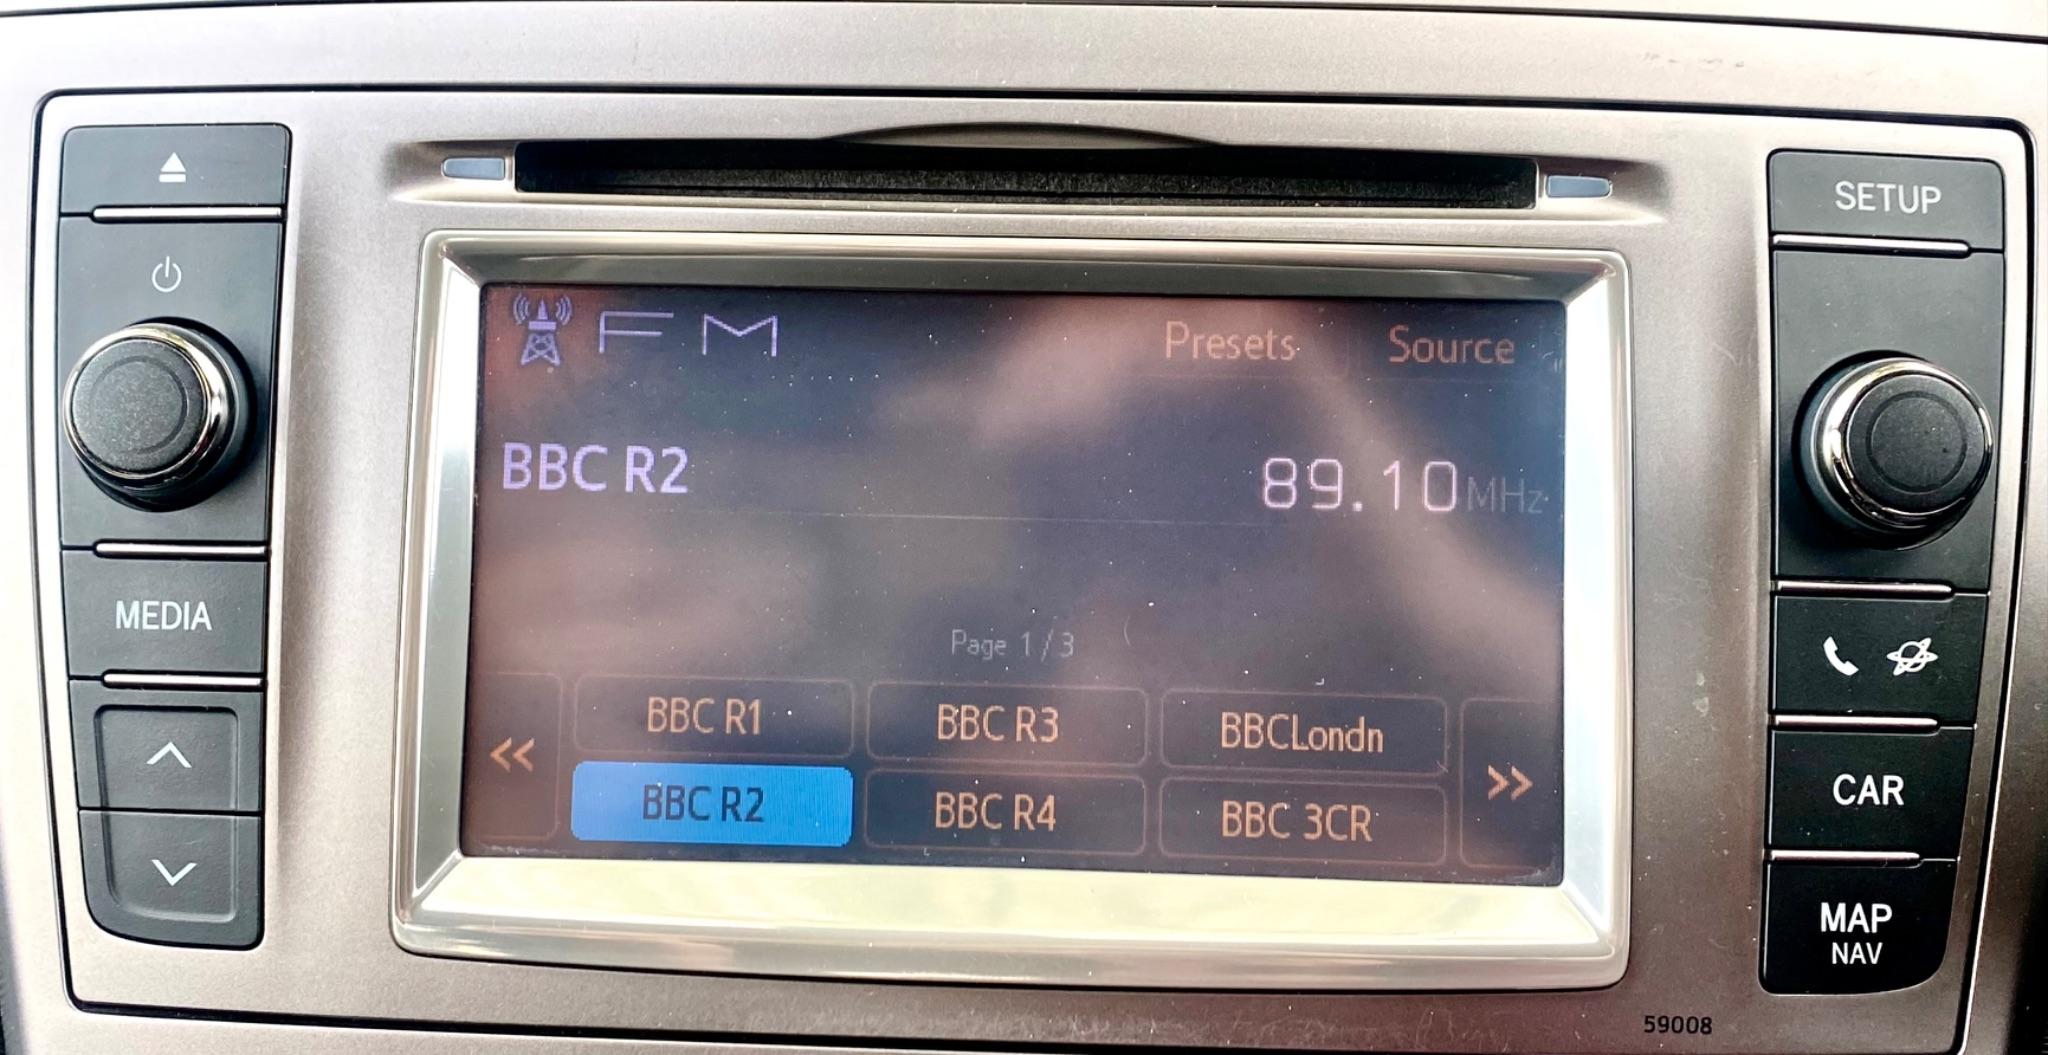 SETUP
MEDIA
CAR
MAP
NAV
59008
FM
Presets
Source
BBC R2
89.10MHz
Page 1 / 3
<<
BBC R1
BBC R3
BBCLondn
>>
BBC R2
BBC R4
BBC 3CR